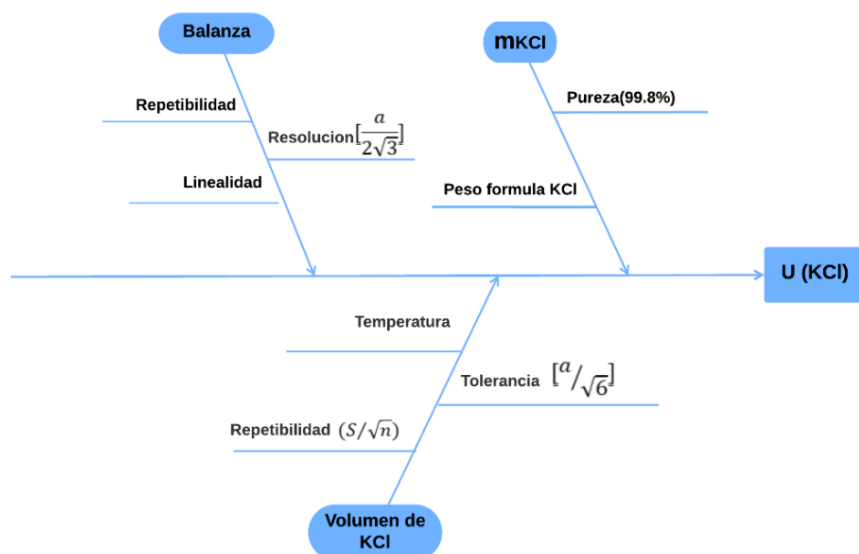 Balanza
mKCl
Repetibilidad
Pureza(99.8%)
Resolucion[a/2√3]
Linealidad
Peso formula KCl
U (KCl)
Temperatura
Tolerancia [a/√6]
Repetibilidad (S/√n)
Volumen de
KCl